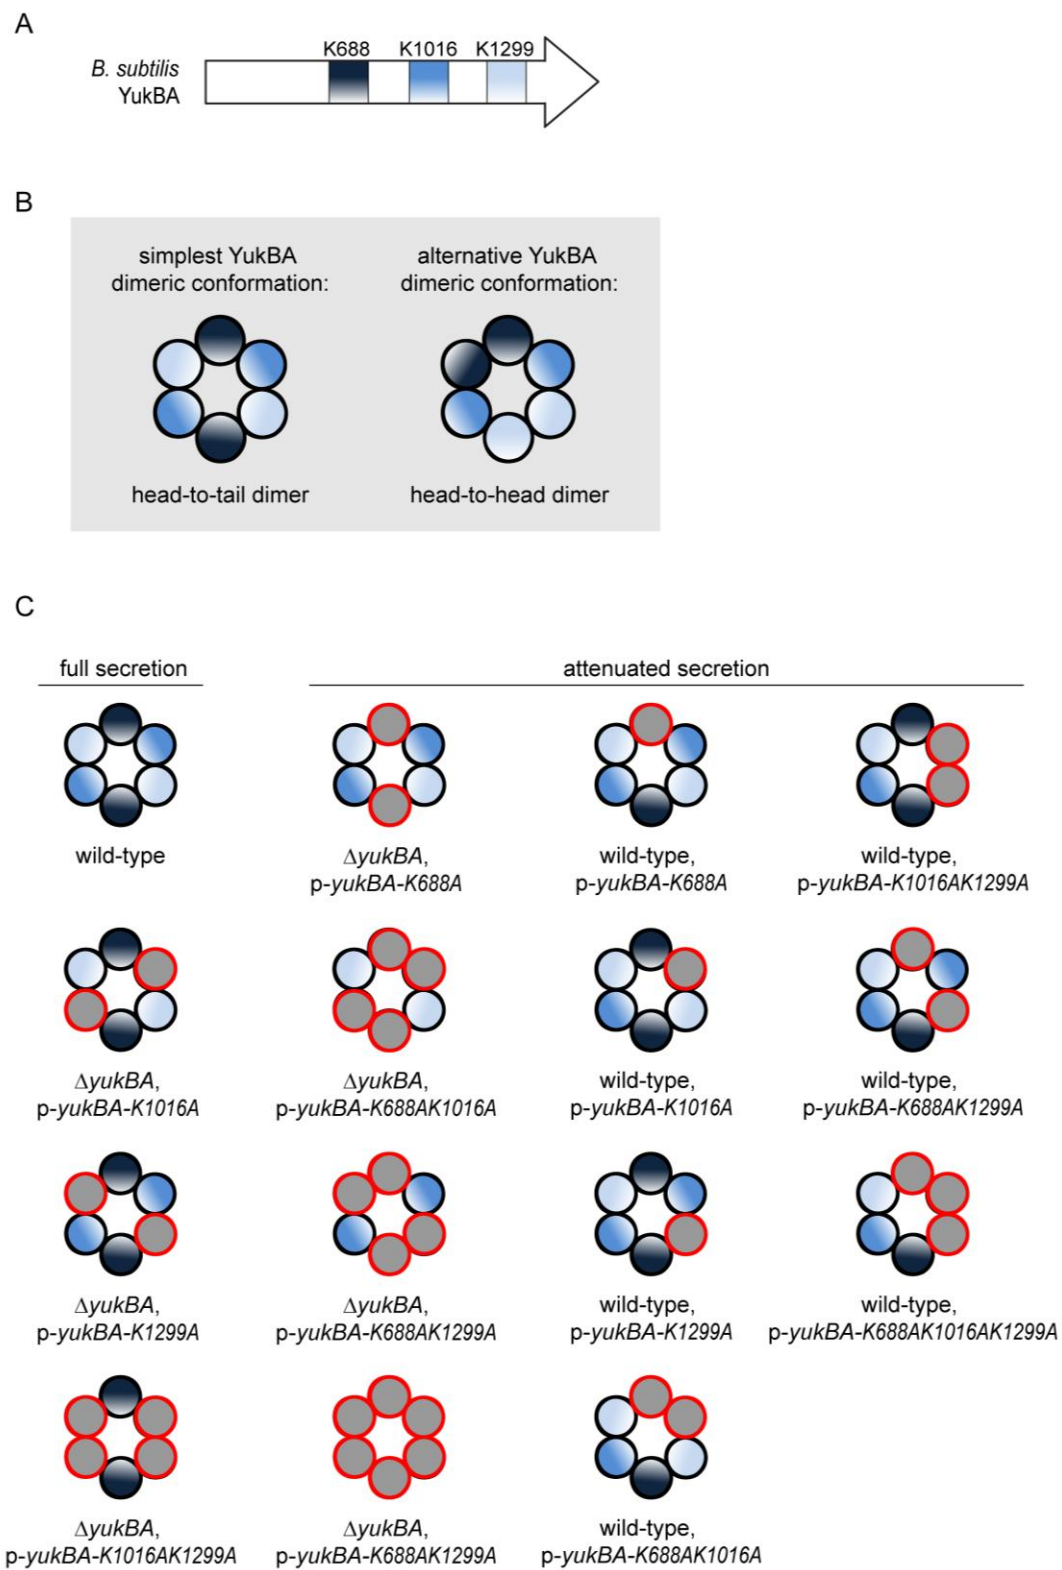 A
K688 K1016 K1299
B. subtilis
YukBA
B
simplest YukBA
dimeric conformation:
alternative YukBA
dimeric conformation:
head-to-tail dimer
head-to-head dimer
C
full secretion
attenuated secretion
wild-type
ΔyukBA,
p-yukBA-K688A
wild-type,
p-yukBA-K688A
wild-type,
p-yukBA-K1016AK1299A
ΔyukBA,
p-yukBA-K1016A
ΔyukBA,
p-yukBA-K688AK1016A
wild-type,
p-yukBA-K1016A
wild-type,
p-yukBA-K688AK1299A
ΔyukBA,
p-yukBA-K1299A
ΔyukBA,
p-yukBA-K688AK1299A
wild-type,
p-yukBA-K1299A
wild-type,
p-yukBA-K688AK1016AK1299A
ΔyukBA,
p-yukBA-K1016AK1299A
ΔyukBA,
p-yukBA-K688AK1299A
wild-type,
p-yukBA-K688AK1016A